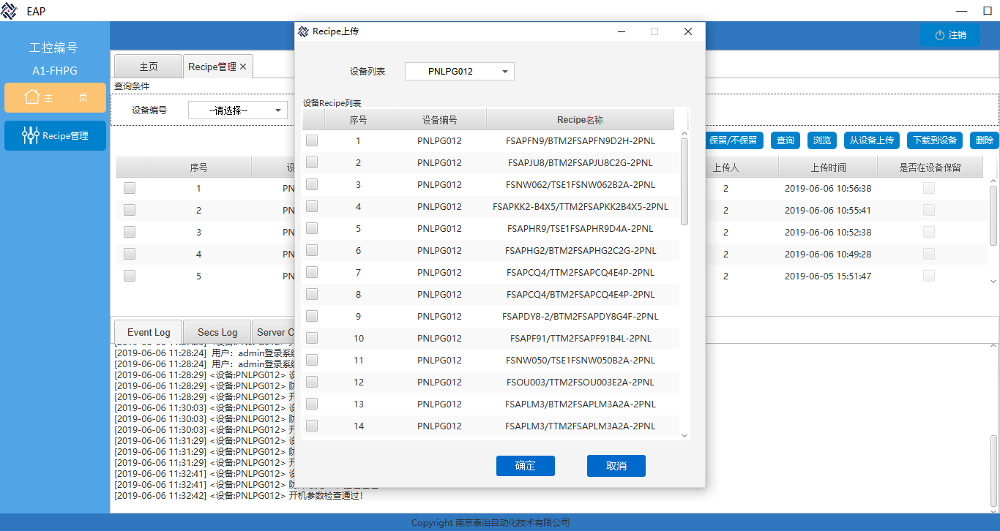 EAP
工控编号
A1-FHPG
主 页
Recipe管理
注销
主页
Recipe管理
查询条件
设备编号
--请选择--
保留/不保留
查询
浏览
从设备上传
下载到设备
删除
序号 设 上传人 上传时间 是否在设备保留
1 PN 2 2019-06-06 10:56:38
2 PN 2 2019-06-06 10:55:41
3 PN 2 2019-06-06 10:52:38
4 PN 2 2019-06-06 10:49:28
5 PN 2 2019-06-05 15:51:47
Recipe上传
设备列表
PNLPG012
设备Recipe列表
序号 设备编号 Recipe名称
1 PNLPG012 FSAPFN9/BTM2FSAPFN9D2H-2PNL
2 PNLPG012 FSAPJU8/BTM2FSAPJU8C2G-2PNL
3 PNLPG012 FSNW062/TSE1FSNW062B2A-2PNL
4 PNLPG012 FSAPKK2-B4X5/TTM2FSAPKK2B4X5-2PNL
5 PNLPG012 FSAPHR9/TSE1FSAPHR9D4A-2PNL
6 PNLPG012 FSAPHG2/BTM2FSAPHG2C2G-2PNL
7 PNLPG012 FSAPCQ4/TTM2FSAPCQ4E4P-2PNL
8 PNLPG012 FSAPCQ4/BTM2FSAPCQ4E4P-2PNL
9 PNLPG012 FSAPDY8-2/BTM2FSAPDY8G4F-2PNL
10 PNLPG012 FSAPF91/TTM2FSAPF91B4L-2PNL
11 PNLPG012 FSNW050/TSE1FSNW050B2A-2PNL
12 PNLPG012 FSOU003/TTM2FSOU003E2A-2PNL
13 PNLPG012 FSAPLM3/BTM2FSAPLM3A2A-2PNL
14 PNLPG012 FSAPLM3/TTM2FSAPLM3A2A-2PNL
确定
取消
Event Log
Secs Log
Server C
[2019-06-06 11:28:24] 用户：admin登录系统
[2019-06-06 11:28:24] 用户：admin登录系统
[2019-06-06 11:28:29] <设备:PNLPG012> 设
[2019-06-06 11:28:29] <设备:PNLPG012> 防
[2019-06-06 11:28:29] <设备:PNLPG012> 开
[2019-06-06 11:30:03] <设备:PNLPG012> 设
[2019-06-06 11:30:03] <设备:PNLPG012> 防
[2019-06-06 11:30:03] <设备:PNLPG012> 开
[2019-06-06 11:31:29] <设备:PNLPG012> 设
[2019-06-06 11:31:29] <设备:PNLPG012> 防
[2019-06-06 11:31:29] <设备:PNLPG012> 开
[2019-06-06 11:32:41] <设备:PNLPG012> 设
[2019-06-06 11:32:41] <设备:PNLPG012> 防
[2019-06-06 11:32:42] <设备:PNLPG012> 开机参数检查通过！
Copyright 南京泰治自动化技术有限公司